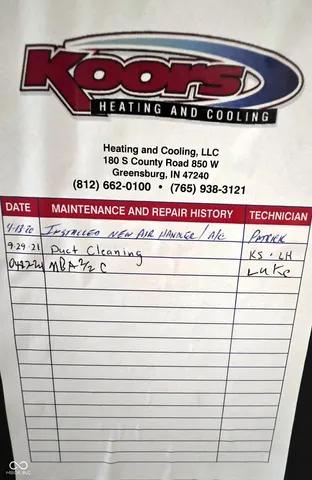 Koors
HEATING AND COOLING
Heating and Cooling, LLC
180 S County Road 850 W
Greensburg, IN 47240
(812) 662-0100 • (765) 938-3121
DATE MAINTENANCE AND REPAIR HISTORY TECHNICIAN
INSTALLED NEW AIR HANDLER / A/C PATRICK
9-29-21 Duct Cleaning KS + LH
Luke